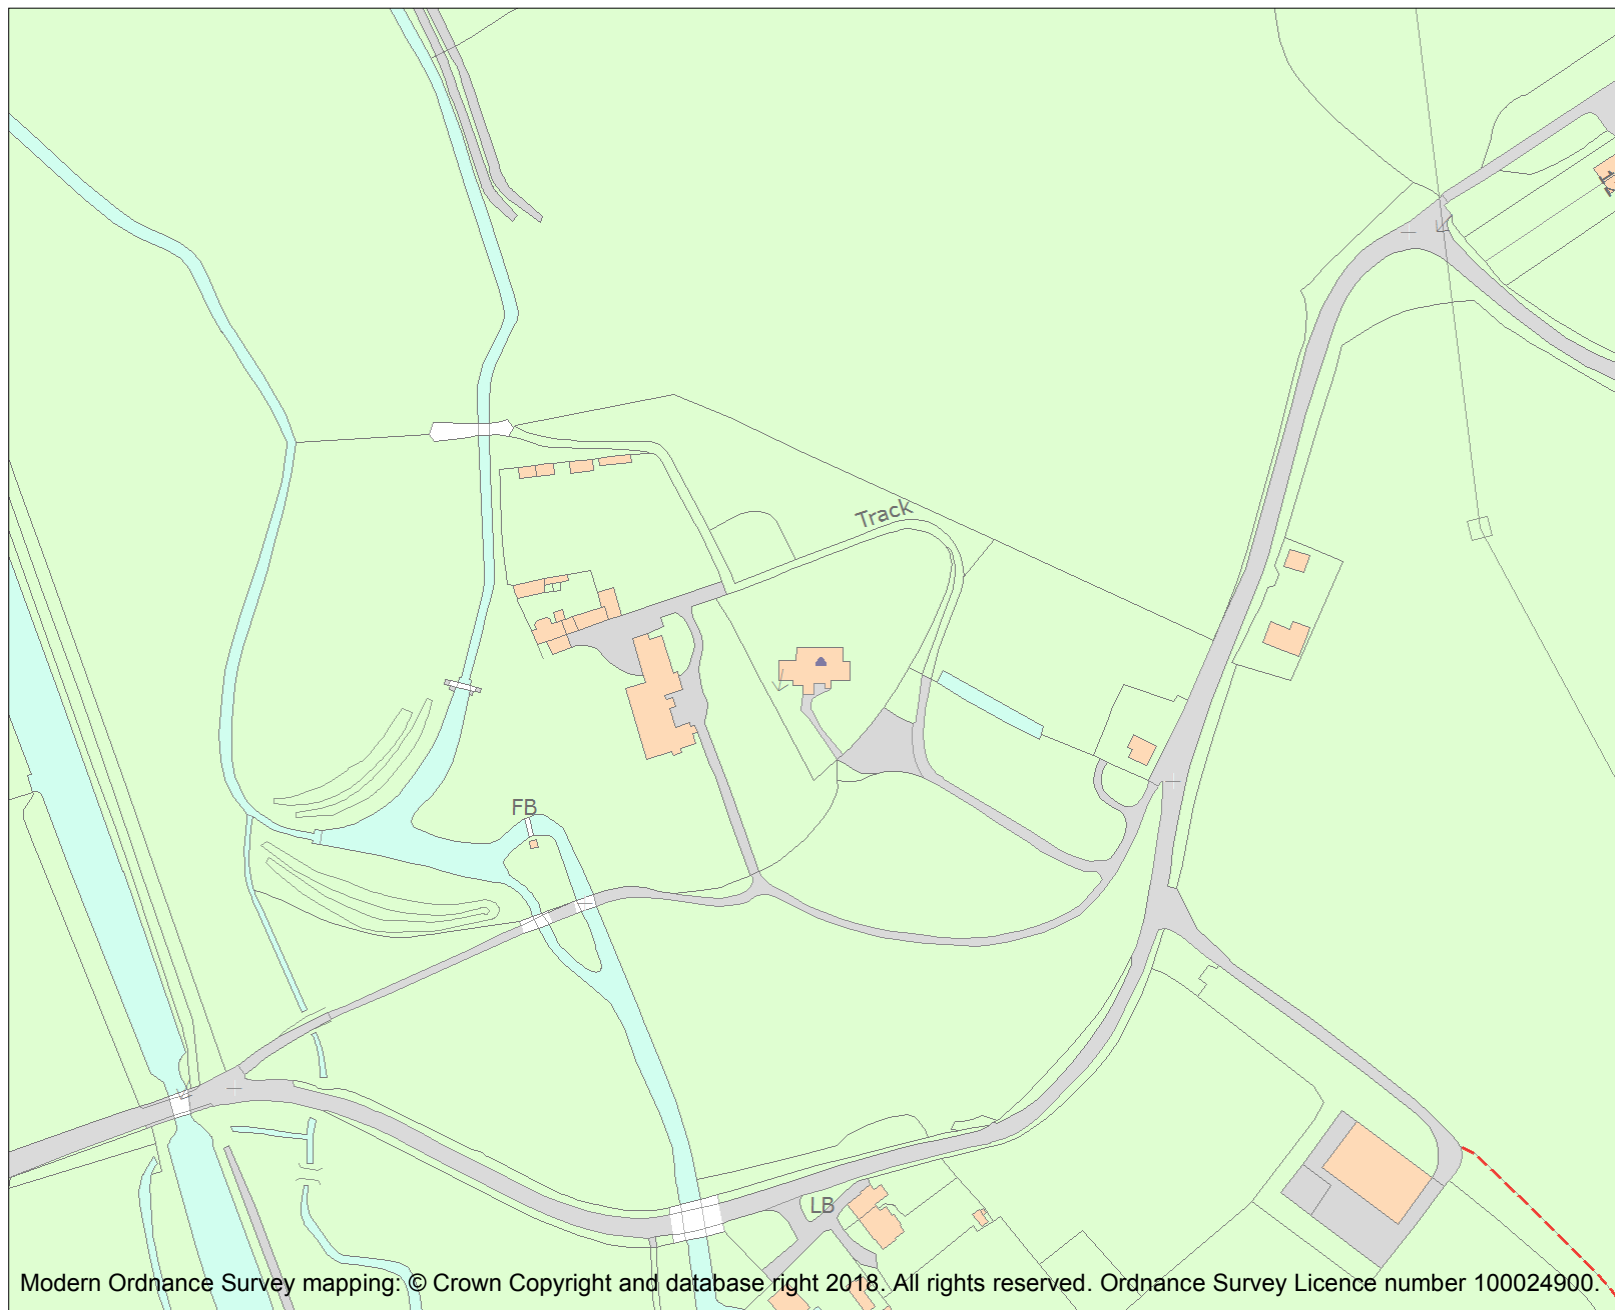 Track
FB
LB
Modern Ordnance Survey mapping: © Crown Copyright and database right 2018. All rights reserved. Ordnance Survey Licence number 100024900.